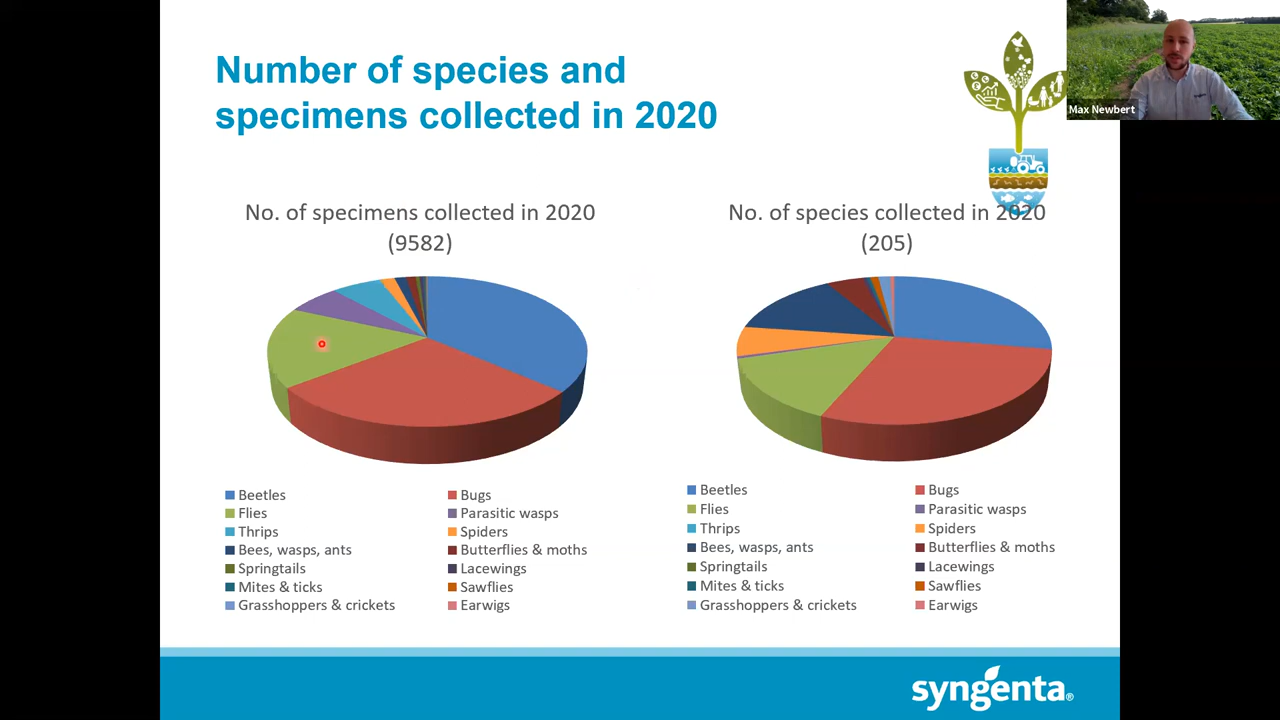 Number of species and
specimens collected in 2020
Max Newbert
No. of specimens collected in 2020
(9582)
Beetles
Bugs
Flies
Parasitic wasps
Thrips
Spiders
Bees, wasps, ants
Butterflies & moths
Springtails
Lacewings
Mites & ticks
Sawflies
Grasshoppers & crickets
Earwigs
No. of species collected in 2020
(205)
Beetles
Bugs
Flies
Parasitic wasps
Thrips
Spiders
Bees, wasps, ants
Butterflies & moths
Springtails
Lacewings
Mites & ticks
Sawflies
Grasshoppers & crickets
Earwigs
syngenta®